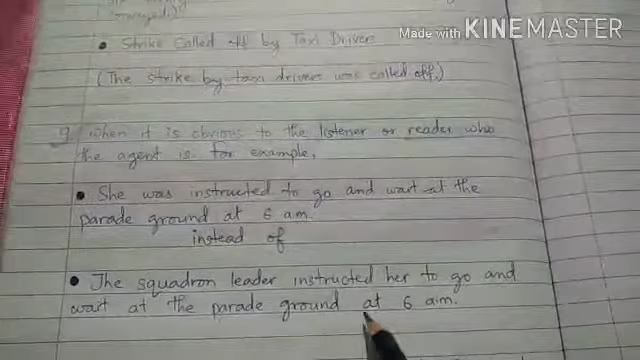 Made with KINEMASTER
• Strike Called off by Taxi Drivers
(The strike by taxi drivers was called off.)
9 When it is obvious to the listener or reader who
the agent is. for example,
• She was instructed to go and wait at the
parade ground at 6 am.
instead of
• The squadron leader instructed her to go and
wait at the parade ground at 6 a.m.